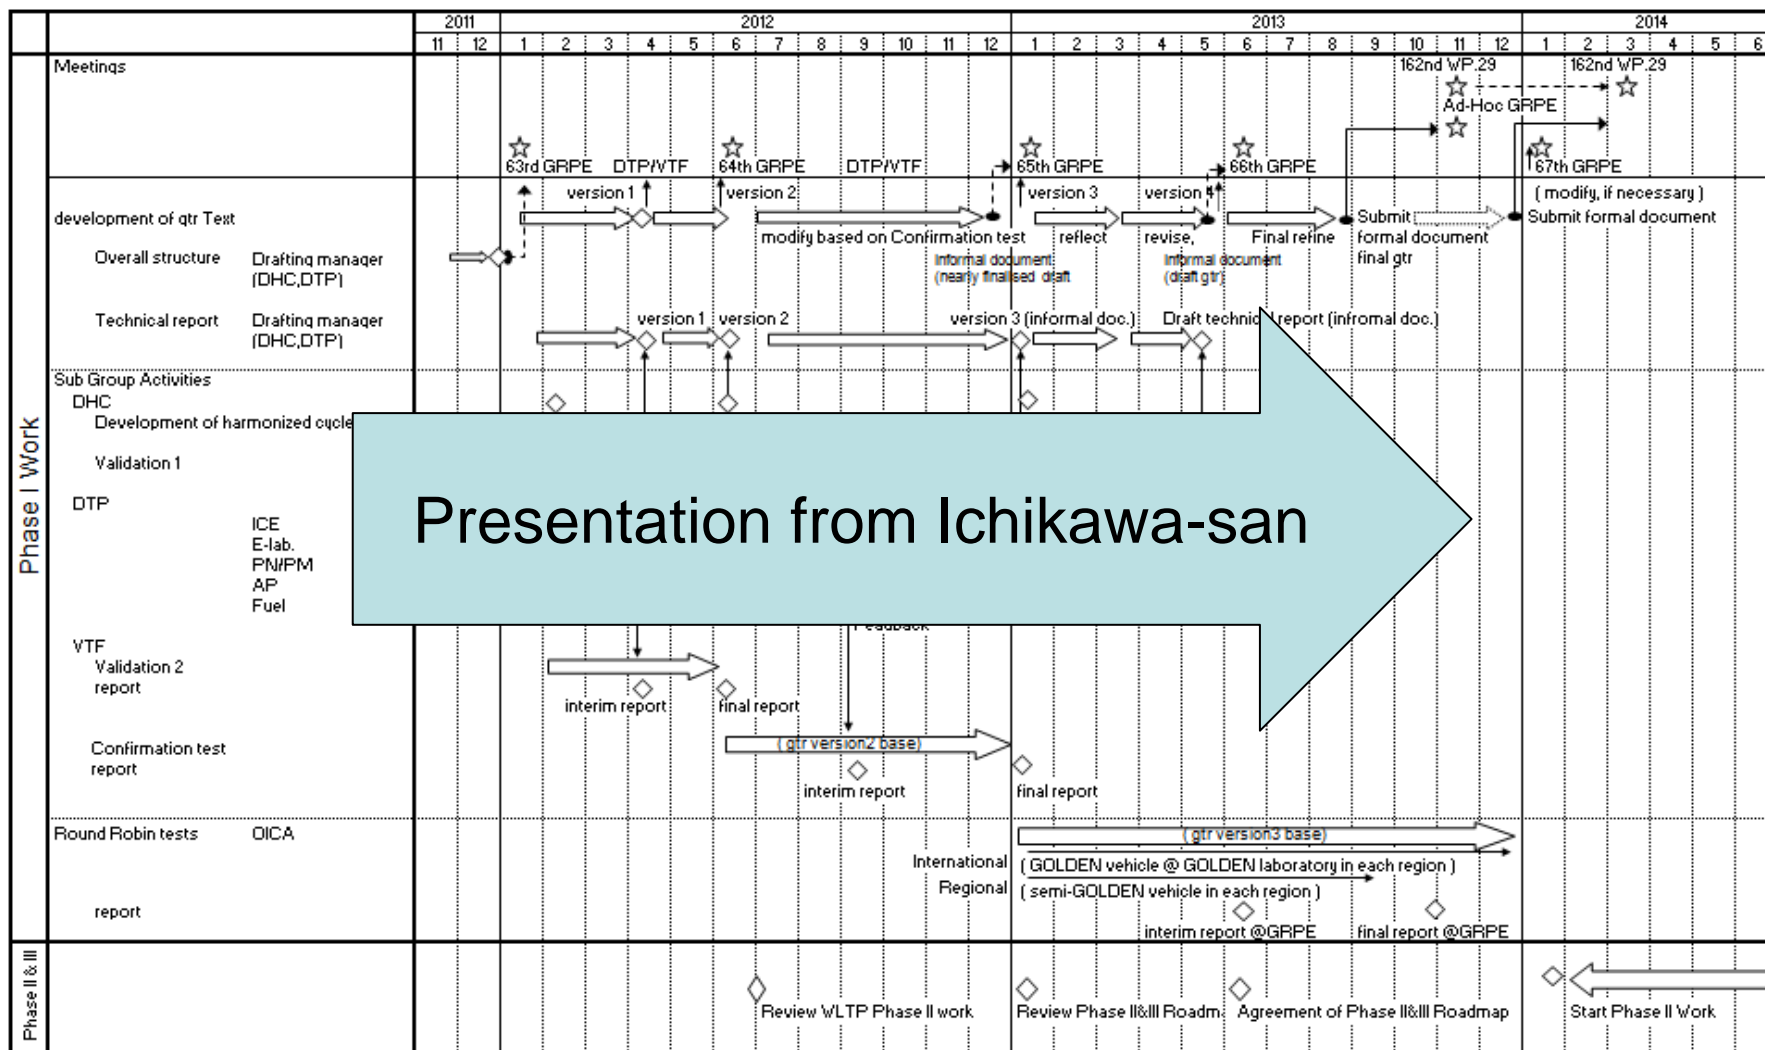 2011 2012 2013 2014
11 12 1 2 3 4 5 6 7 8 9 10 11 12 1 2 3 4 5 6 7 8 9 10 11 12 1 2 3 4 5 6
Meetings
162nd WP.29 162nd WP.29
Ad-Hoc GRPE
63rd GRPE DTP/VTF 64th GRPE DTP/VTF 65th GRPE 66th GRPE 67th GRPE
version 1 version 2 version 3 version 4 ( modify, if necessary )
development of gtr Text Submit Submit formal document
modify based on Confirmation test reflect revise, Final refine formal document
final gtr
Overall structure Drafting manager
(DHC,DTP)
Informal document
(nearly finalised draft
Informal document
(draft gtr)
Technical report Drafting manager
(DHC,DTP)
version 1 version 2 version 3 (informal doc.) Draft technical report (infromal doc.)
Phase I Work
Sub Group Activities
DHC
Development of harmonized cycle
Validation 1
DTP
ICE
E-lab.
PN/PM
AP
Fuel
Presentation from Ichikawa-san
VTF
Validation 2
report
interim report final report
Confirmation test
( gtr version2 base)
report
interim report final report
Round Robin tests OICA
( gtr version3 base)
International ( GOLDEN vehicle @ GOLDEN laboratory in each region )
Regional ( semi-GOLDEN vehicle in each region )
report
interim report @GRPE final report @GRPE
Phase II & III
Review WLTP Phase II work Review Phase II&III Roadm Agreement of Phase II&III Roadmap Start Phase II Work